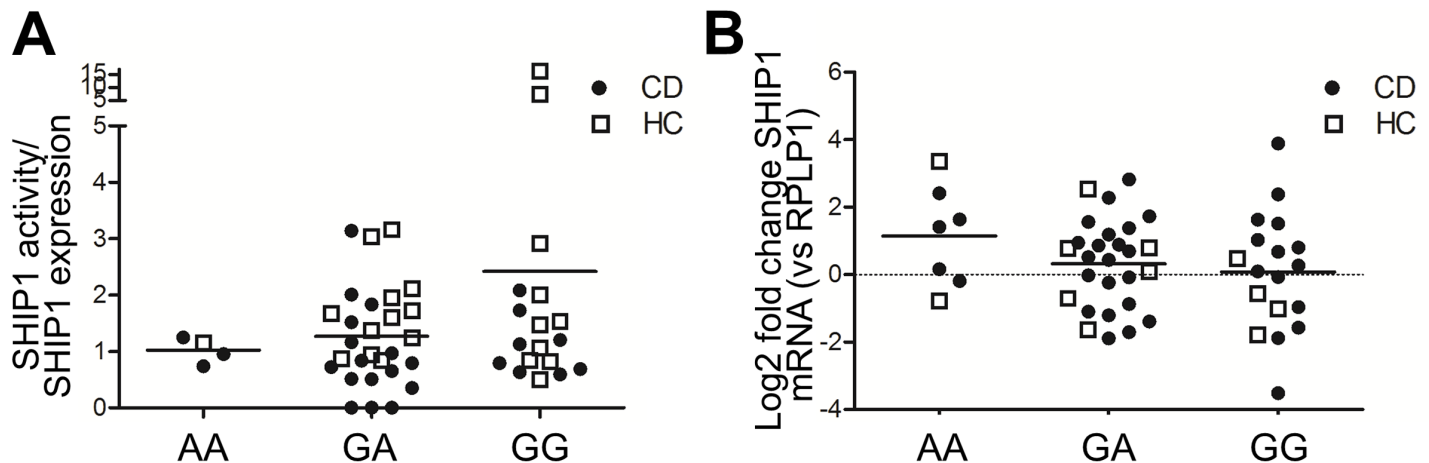 A
SHIP1 activity/
SHIP1 expression
15
10
5
5
4
3
2
1
0
AA
GA
GG
CD
HC
B
Log2 fold change SHIP1
mRNA (vs RPLP1)
6
4
2
0
-2
-4
AA
GA
GG
CD
HC